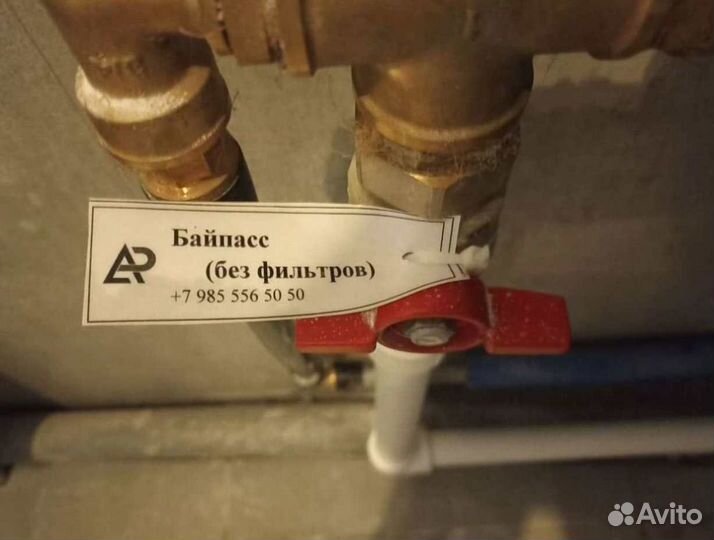 AP
Байпасс
(без фильтров)
+7 985 556 50 50
Avito